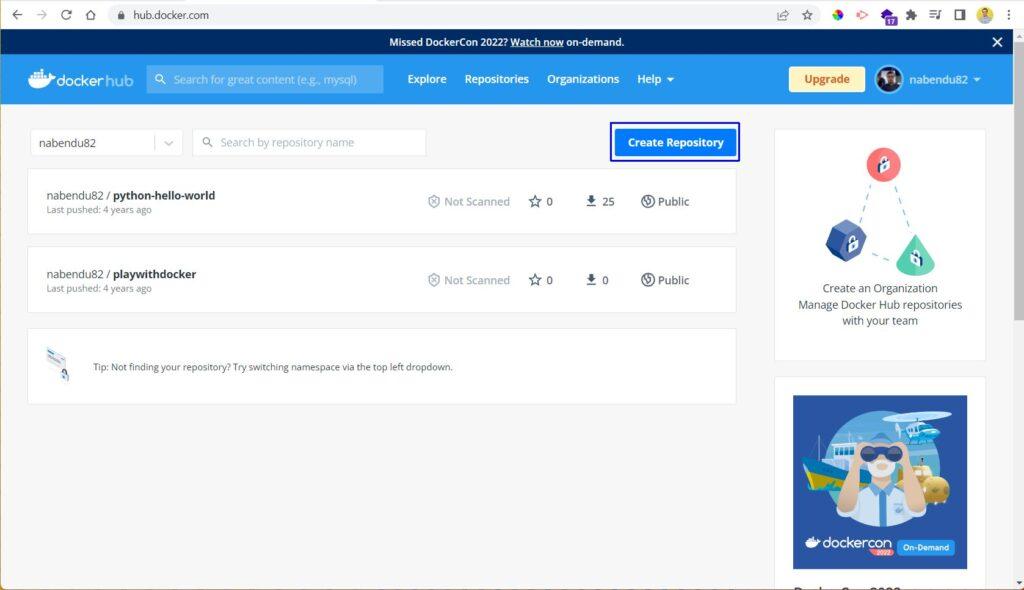 hub.docker.com
17
Missed DockerCon 2022? Watch now on-demand.
dockerhub
Search for great content (e.g., mysql)
Explore
Repositories
Organizations
Help
Upgrade
nabendu82
nabendu82
Search by repository name
Create Repository
nabendu82 / python-hello-world
Last pushed: 4 years ago
Not Scanned
0
25
Public
nabendu82 / playwithdocker
Last pushed: 4 years ago
Not Scanned
0
0
Public
Tip: Not finding your repository? Try switching namespace via the top left dropdown.
Create an Organization
Manage Docker Hub repositories
with your team
dockercon
2022
On-Demand
DockerCon 2022